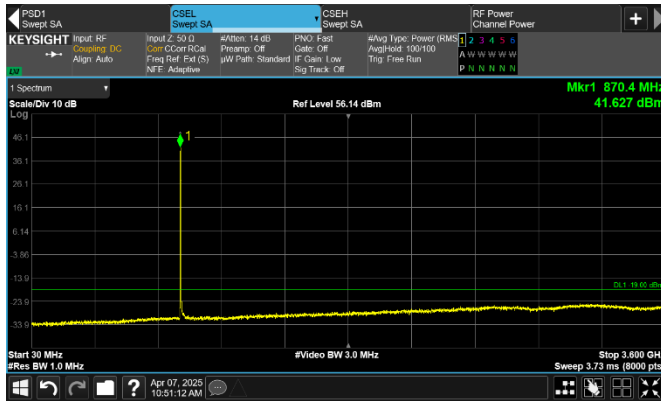 PSD1
Swept SA
CSEL
Swept SA
CSEH
Swept SA
RF Power
Channel Power
KEYSIGHT
Input: RF
Coupling: DC
Align: Auto
Input Z: 50 Ω
Corr CCorr RCal
Freq Ref: Ext (S)
NFE: Adaptive
#Atten: 14 dB
Preamp: Off
µW Path: Standard
PNO: Fast
Gate: Off
IF Gain: Low
Sig Track: Off
#Avg Type: Power (RMS
Avg|Hold: 100/100
Trig: Free Run
1 2 3 4 5 6
A W W W W W
P N N N N N
1 Spectrum
Scale/Div 10 dB
Ref Level 56.14 dBm
Mkr1 870.4 MHz
41.627 dBm
Log
1
46.1
36.1
26.1
16.1
6.14
-3.86
-13.9
-23.9
-33.9
DL1 -19.00 dBm
Start 30 MHz
#Video BW 3.0 MHz
Stop 3.600 GH
#Res BW 1.0 MHz
Sweep 3.73 ms (8000 pts
?
Apr 07, 2025
10:51:12 AM